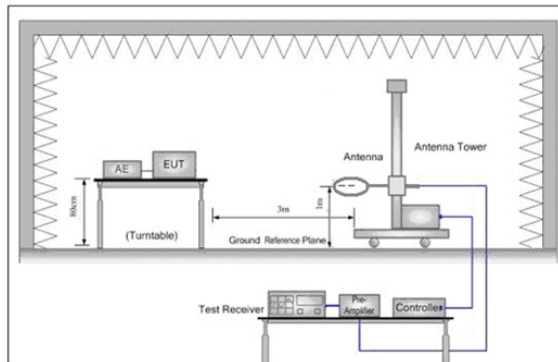 Antenna Tower
Antenna
AE
EUT
80cm
(Turntable)
3m
1m
Ground Reference Plane
Test Receiver
Pre-
Amplifier
Controller